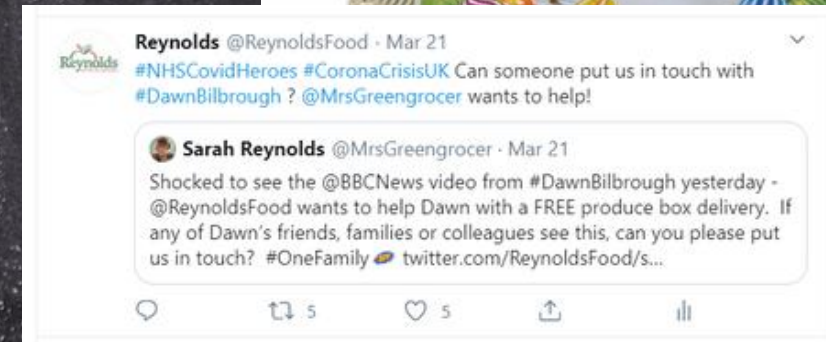 Reynolds
Reynolds @ReynoldsFood · Mar 21
#NHSCovidHeroes #CoronaCrisisUK Can someone put us in touch with
#DawnBilbrough ? @MrsGreengrocer wants to help!
Sarah Reynolds @MrsGreengrocer · Mar 21
Shocked to see the @BBCNews video from #DawnBilbrough yesterday -
@ReynoldsFood wants to help Dawn with a FREE produce box delivery. If
any of Dawn's friends, families or colleagues see this, can you please put
us in touch? #OneFamily twitter.com/ReynoldsFood/s...
5 5